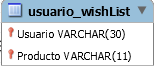 usuario_wishList
Usuario VARCHAR(30)
Producto VARCHAR(11)